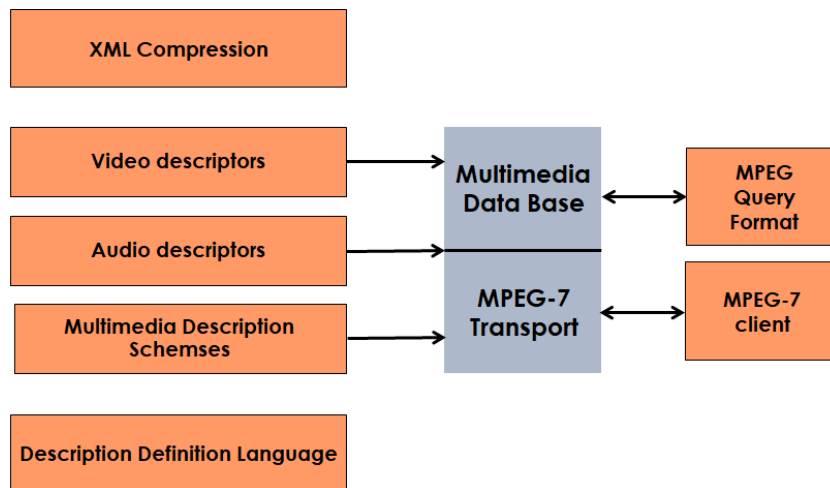 XML Compression
Video descriptors
Audio descriptors
Multimedia Description
Schemses
Description Definition Language
Multimedia
Data Base
MPEG-7
Transport
MPEG
Query
Format
MPEG-7
client